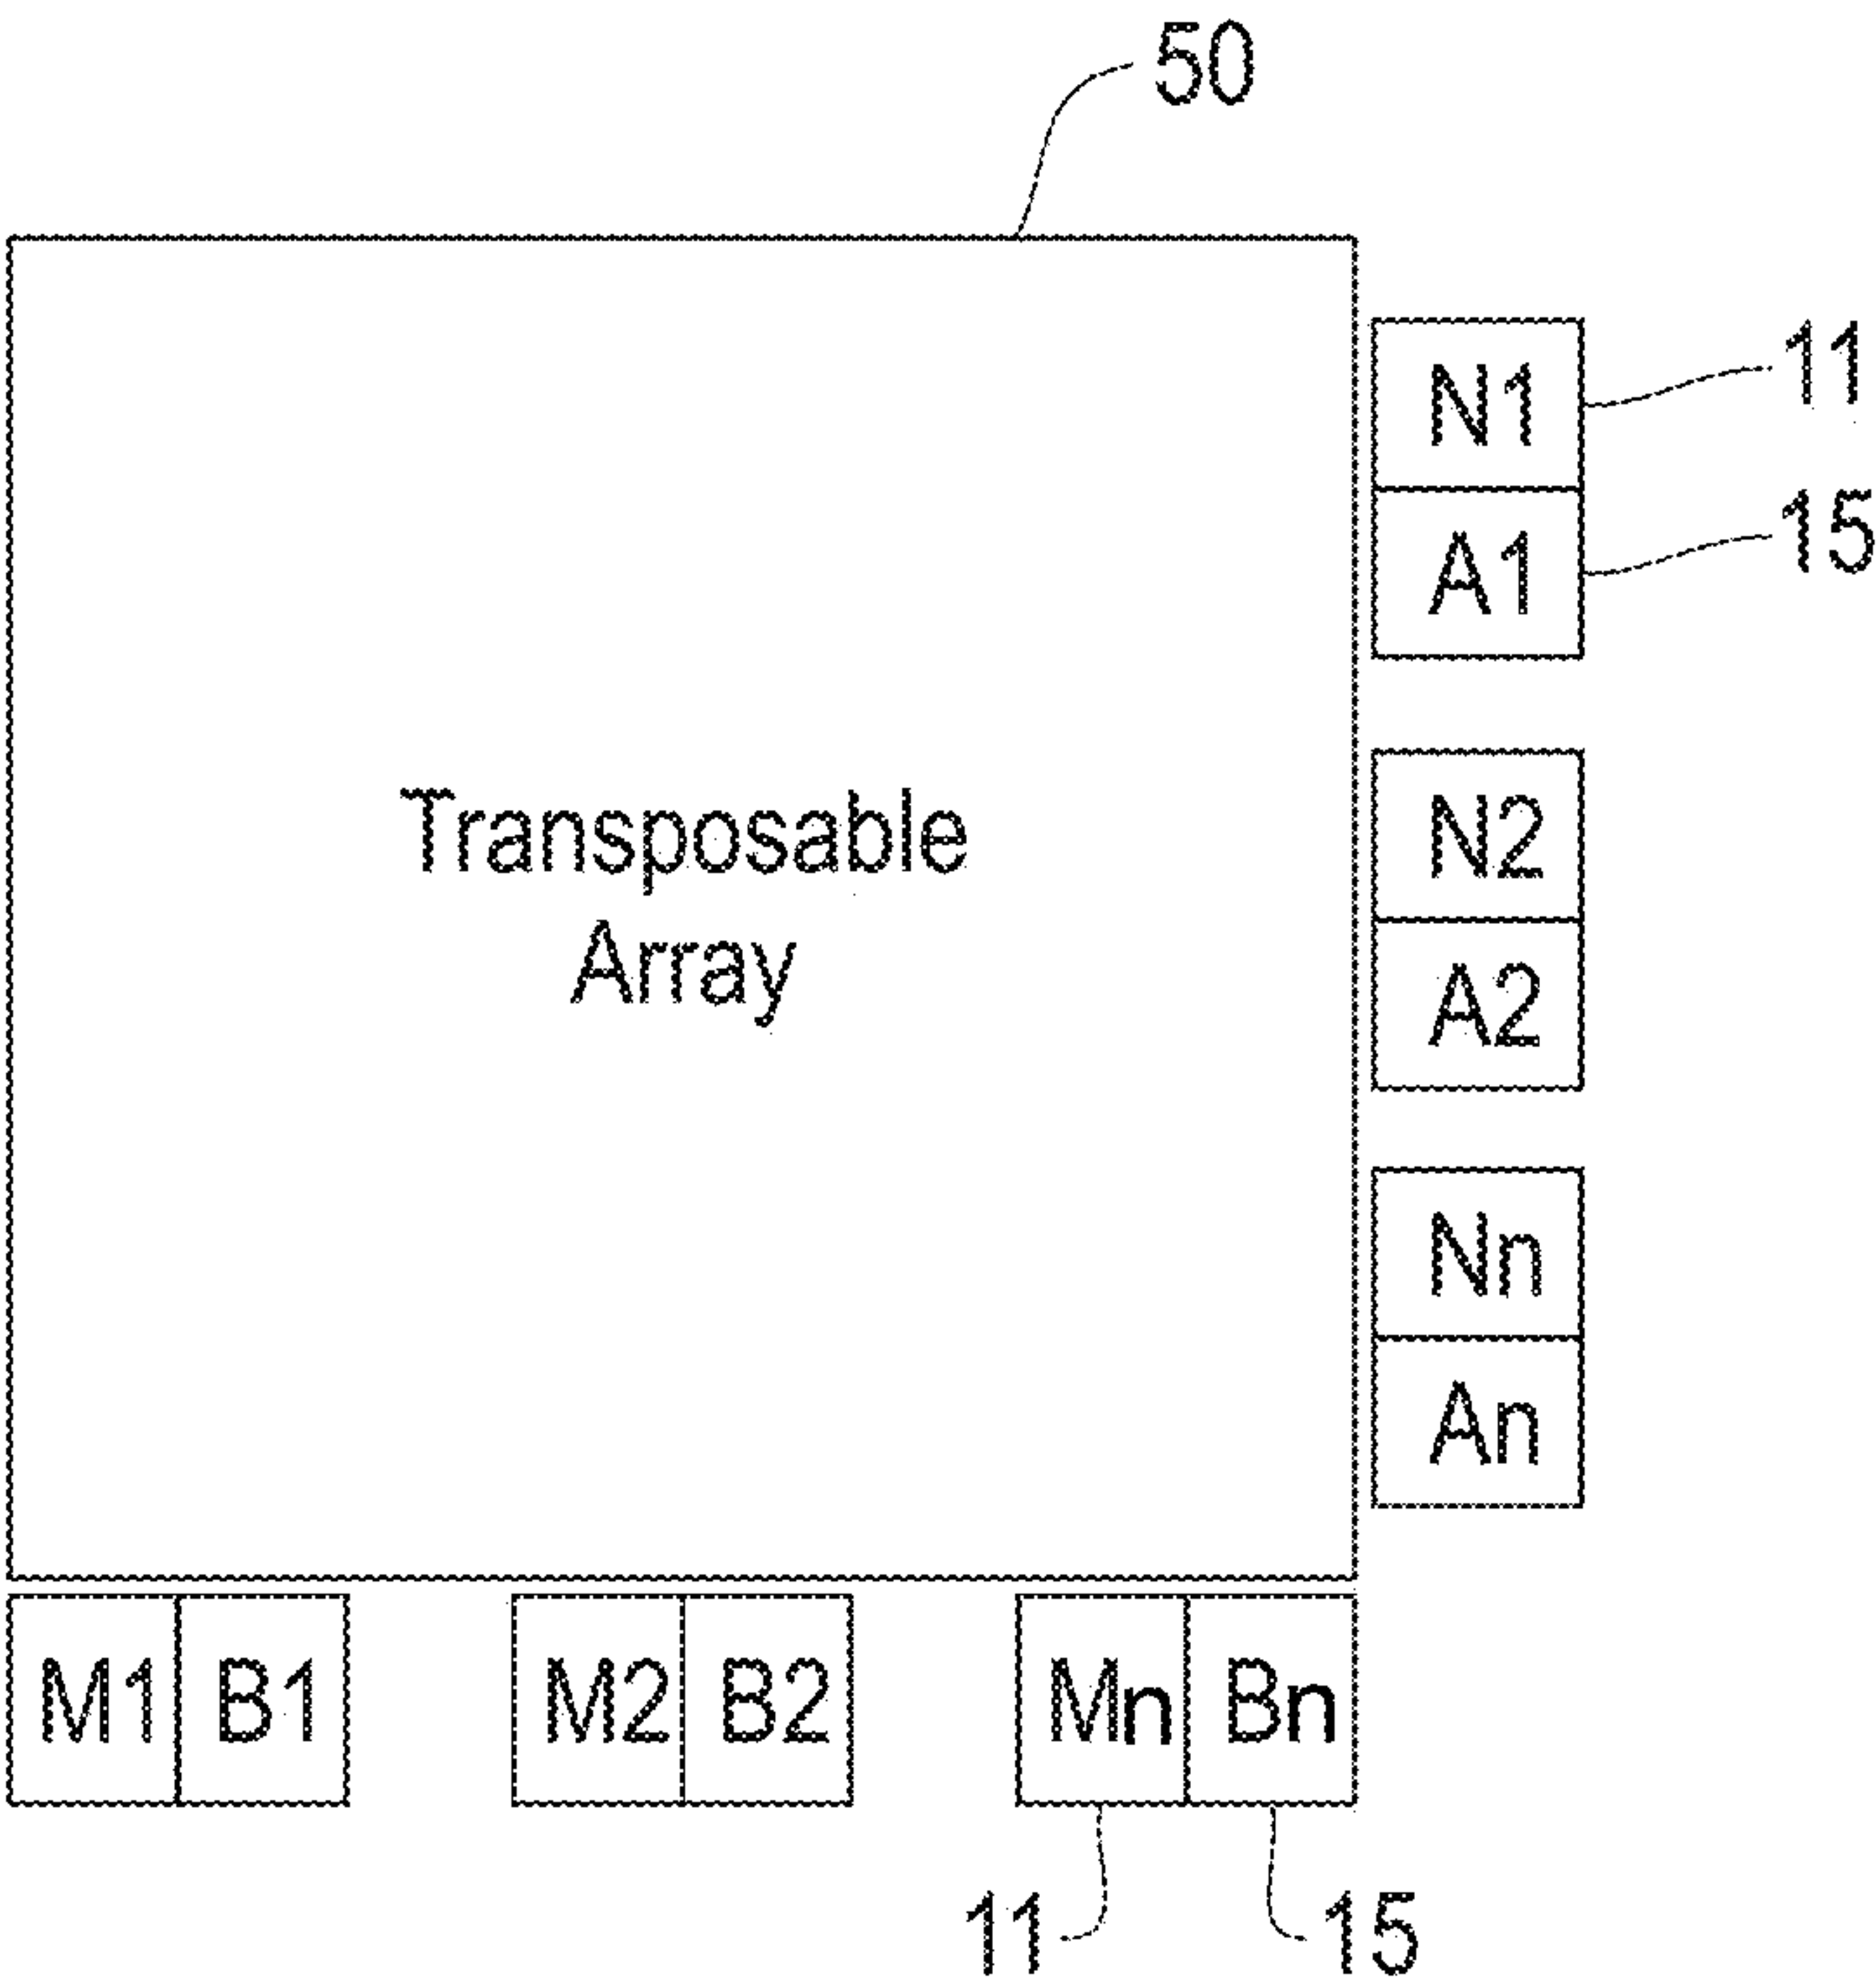 50
N1
11
A1
15
Transposable
Array
N2
A2
Nn
An
M1 B1 M2 B2 Mn Bn
11 15